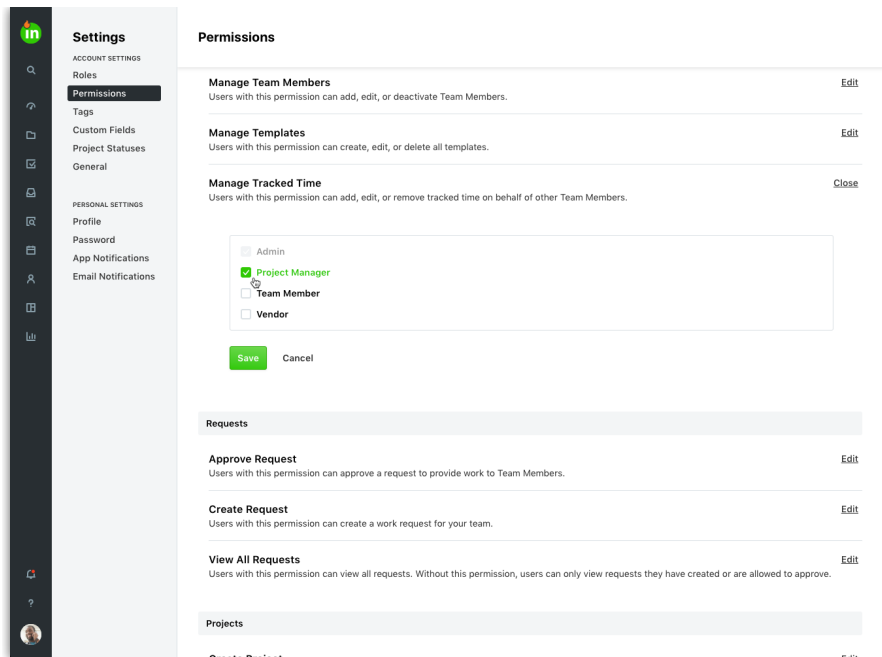 in
Settings
ACCOUNT SETTINGS
Roles
Permissions
Tags
Custom Fields
Project Statuses
General
PERSONAL SETTINGS
Profile
Password
App Notifications
Email Notifications
Permissions
Manage Team Members
Edit
Users with this permission can add, edit, or deactivate Team Members.
Manage Templates
Edit
Users with this permission can create, edit, or delete all templates.
Manage Tracked Time
Close
Users with this permission can add, edit, or remove tracked time on behalf of other Team Members.
Admin
Project Manager
Team Member
Vendor
Save
Cancel
Requests
Approve Request
Edit
Users with this permission can approve a request to provide work to Team Members.
Create Request
Edit
Users with this permission can create a work request for your team.
View All Requests
Edit
Users with this permission can view all requests. Without this permission, users can only view requests they have created or are allowed to approve.
Projects
Create Project
Edit
?